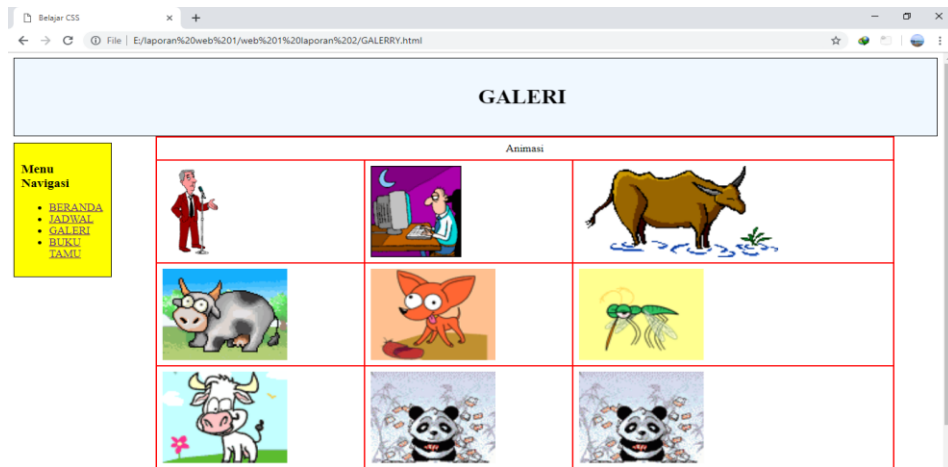 Belajar CSS
File | E:/laporan%20web%201/web%201%20laporan%202/GALERRY.html
GALERI
Menu
Navigasi
BERANDA
JADWAL
GALERI
BUKU
TAMU
Animasi